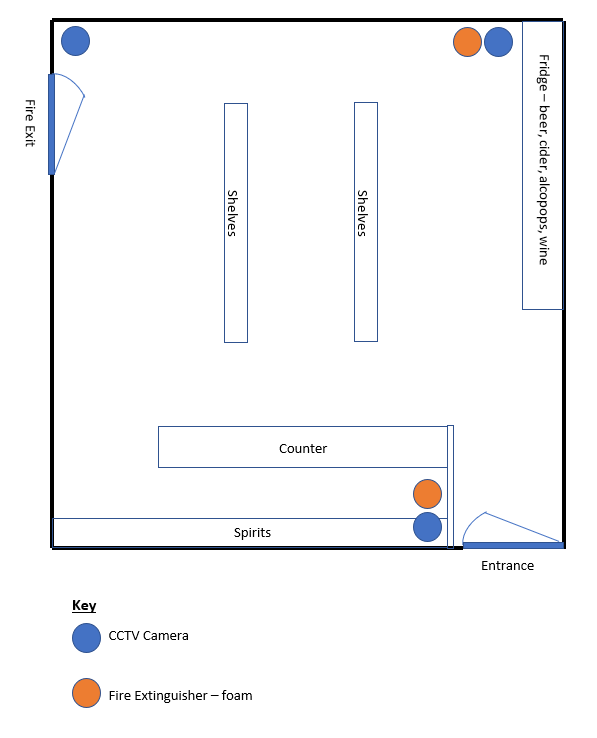 Fire Exit
Shelves
Shelves
Fridge – beer, cider, alcopops, wine
Counter
Spirits
Entrance
Key
CCTV Camera
Fire Extinguisher – foam